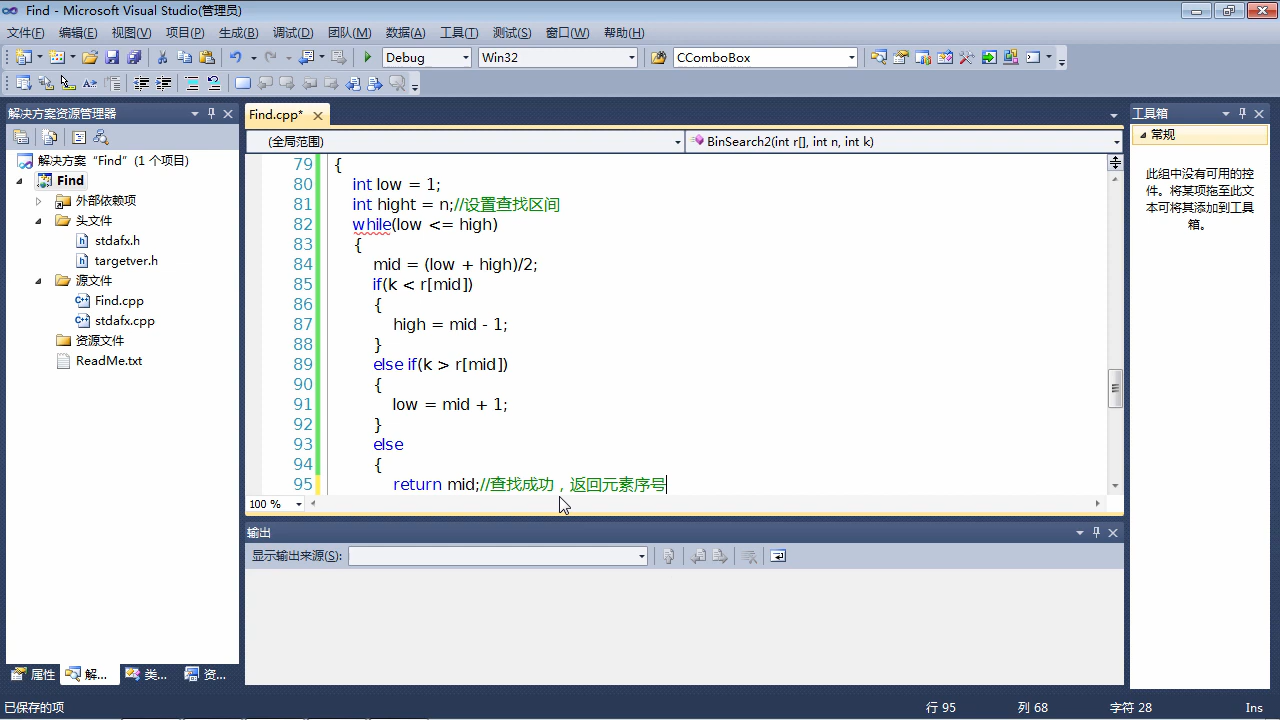 Find - Microsoft Visual Studio(管理员)
文件(F) 编辑(E) 视图(V) 项目(P) 生成(B) 调试(D) 团队(M) 数据(A) 工具(T) 测试(S) 窗口(W) 帮助(H)
Debug Win32 CComboBox
解决方案资源管理器
解决方案“Find”(1 个项目)
Find
外部依赖项
头文件
stdafx.h
targetver.h
源文件
Find.cpp
stdafx.cpp
资源文件
ReadMe.txt
属性 解... 类... 资...
Find.cpp*
(全局范围) BinSearch2(int r[], int n, int k)
79 {
80 int low = 1;
81 int hight = n;//设置查找区间
82 while(low <= high)
83 {
84 mid = (low + high)/2;
85 if(k < r[mid])
86 {
87 high = mid - 1;
88 }
89 else if(k > r[mid])
90 {
91 low = mid + 1;
92 }
93 else
94 {
95 return mid;//查找成功，返回元素序号
100 %
输出
显示输出来源(S):
工具箱
常规
此组中没有可用的控
件。将某项拖至此文
本可将其添加到工具
箱。
已保存的项 行 95 列 68 字符 28 Ins